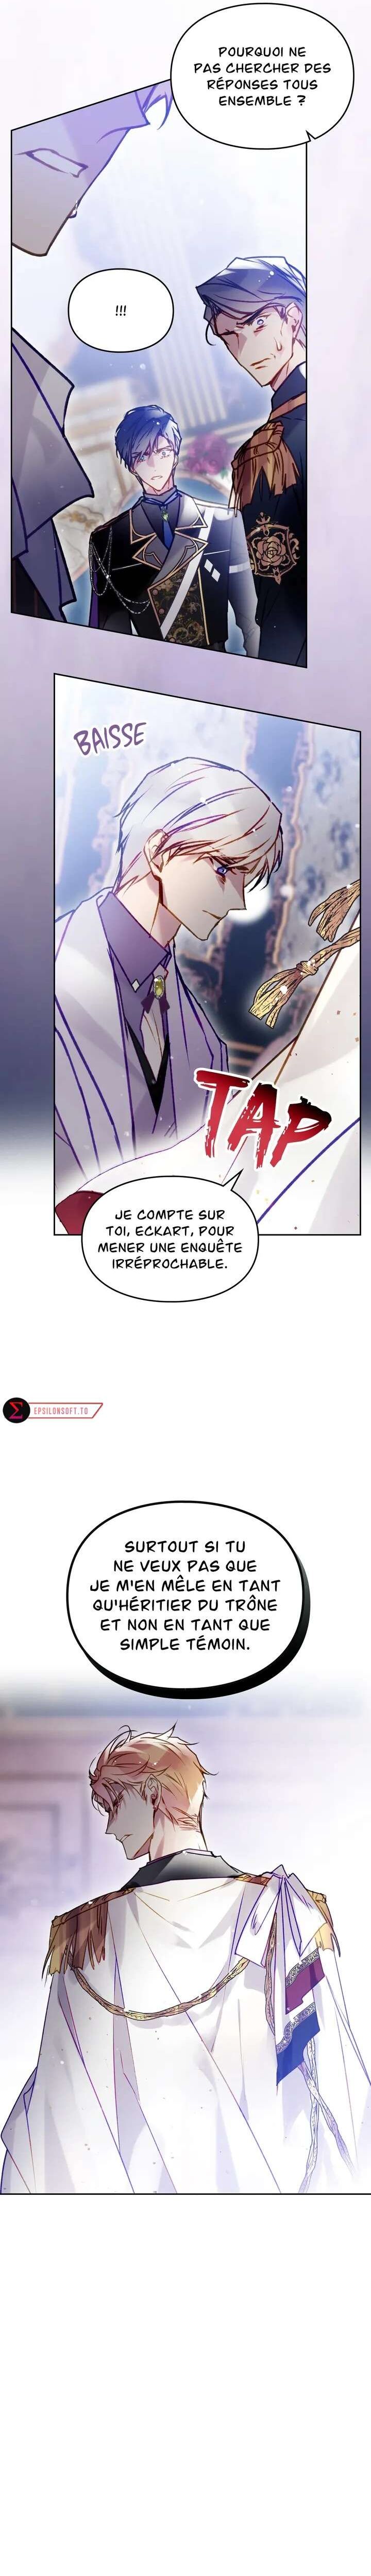 POURQUOI NE
PAS CHERCHER DES
RÉPONSES TOUS
ENSEMBLE ?
!!!
BAISSE
TAP
JE COMPTE SUR
TOI, ECKART, POUR
MENER UNE ENQUÊTE
IRRÉPROCHABLE.
EPSILONSOFT.TO
SURTOUT SI TU
NE VEUX PAS QUE
JE M'EN MÊLE EN TANT
QU'HÉRITIER DU TRÔNE
ET NON EN TANT QUE
SIMPLE TÉMOIN.